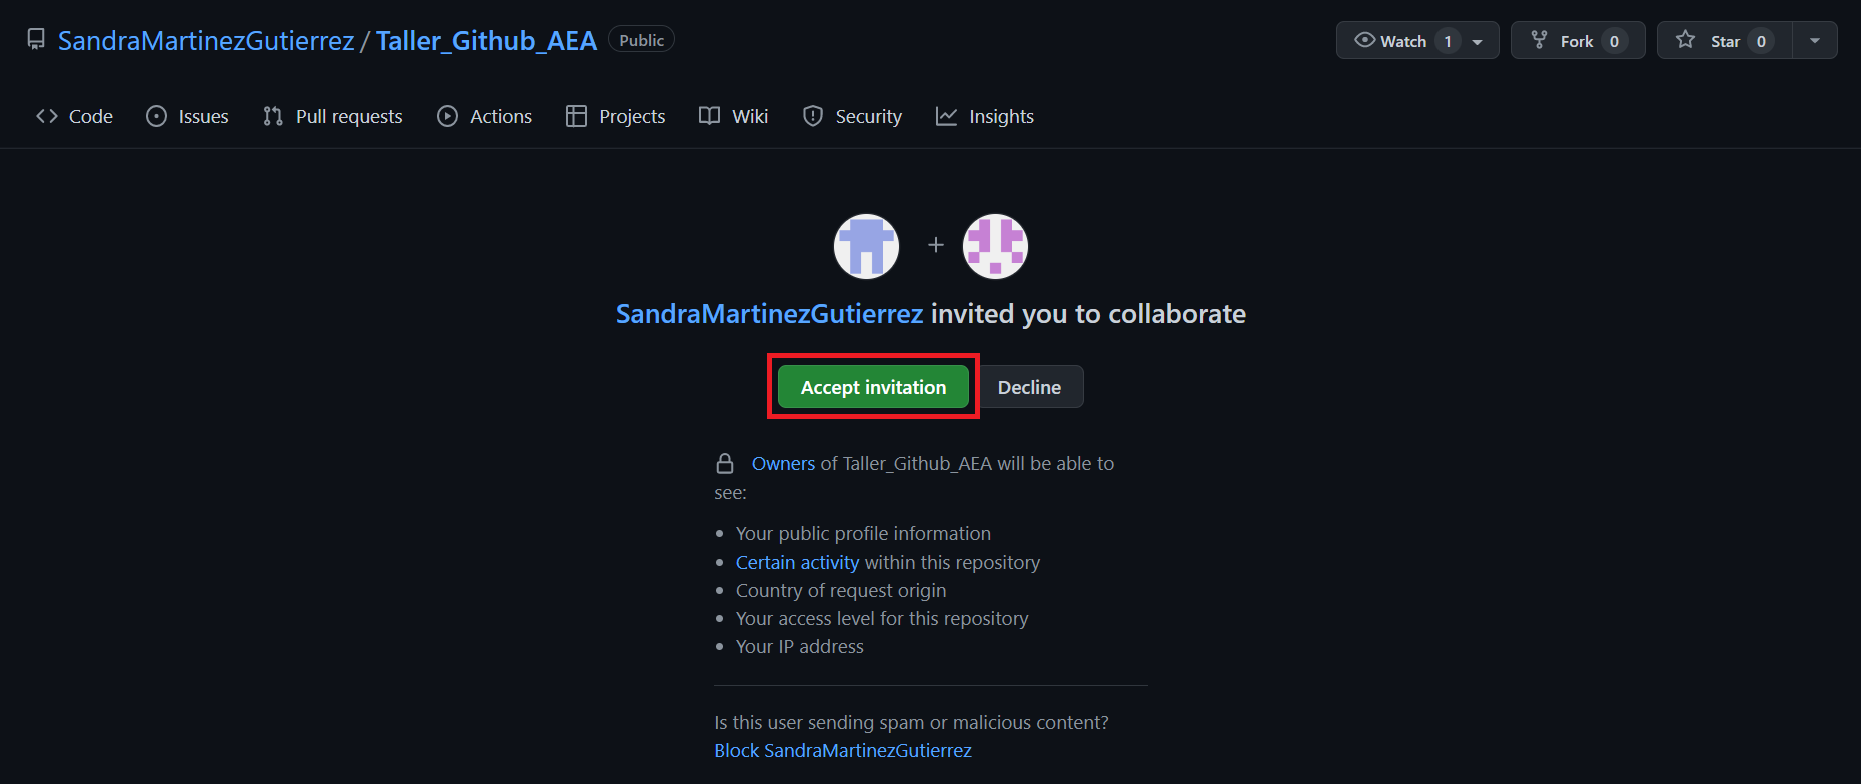 SandraMartinezGutierrez / Taller_Github_AEA Public Watch 1 Fork 0 Star 0
Code Issues Pull requests Actions Projects Wiki Security Insights
+
SandraMartinezGutierrez invited you to collaborate
Accept invitation Decline
Owners of Taller_Github_AEA will be able to
see:
• Your public profile information
• Certain activity within this repository
• Country of request origin
• Your access level for this repository
• Your IP address
Is this user sending spam or malicious content?
Block SandraMartinezGutierrez